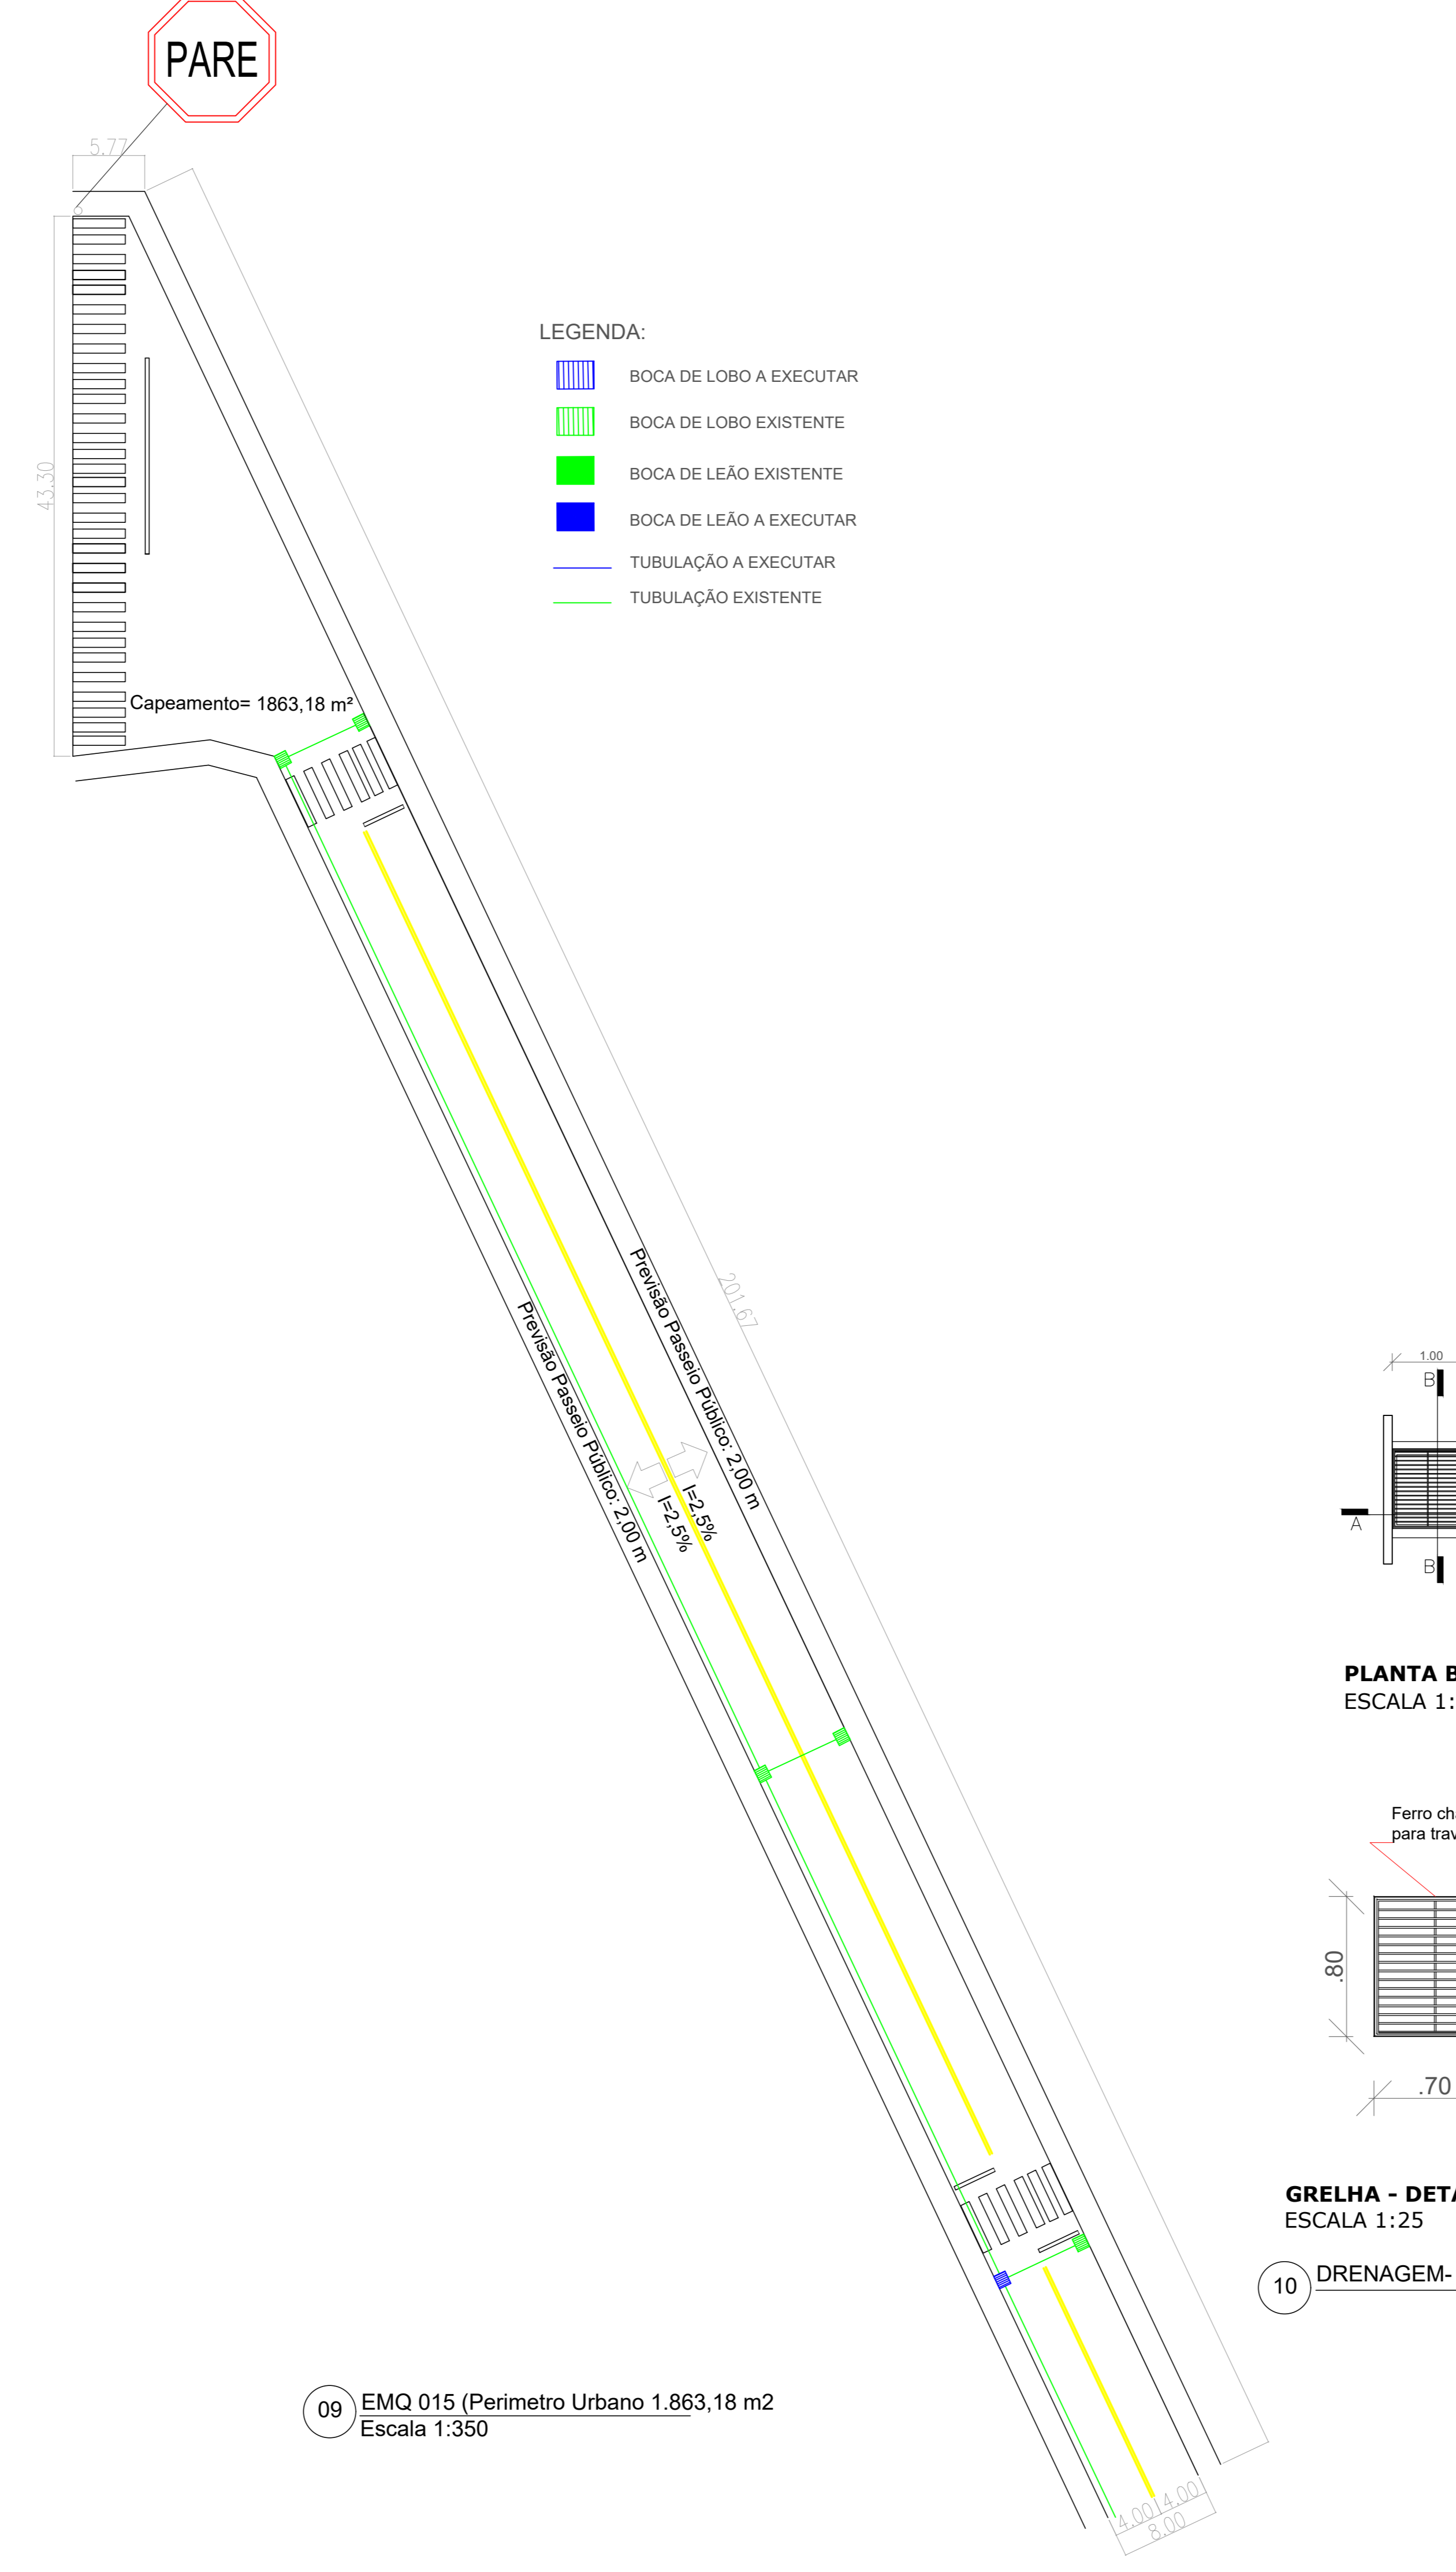 PARE
5.77
43.30
LEGENDA:
BOCA DE LOBO A EXECUTAR
BOCA DE LOBO EXISTENTE
BOCA DE LEÃO EXISTENTE
BOCA DE LEÃO A EXECUTAR
TUBULAÇÃO A EXECUTAR
TUBULAÇÃO EXISTENTE
Capeamento= 1863,18 m²
201.67
Previsão Passeio Público: 2,00 m
Previsão Passeio Público: 2,00 m
I=2,5%
I=2,5%
1.00
B
A
B
PLANTA B
ESCALA 1:
Ferro cha
para trav
.80
.70
GRELHA - DETA
ESCALA 1:25
10 DRENAGEM-
09 EMQ 015 (Perimetro Urbano 1.863,18 m2
Escala 1:350
4.00 4.00
8.00